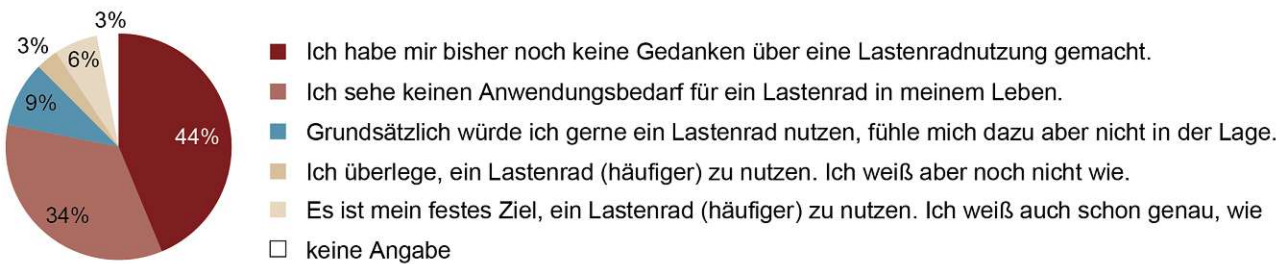 3%
3%
6%
9%
44%
34%
Ich habe mir bisher noch keine Gedanken über eine Lastenradnutzung gemacht.
Ich sehe keinen Anwendungsbedarf für ein Lastenrad in meinem Leben.
Grundsätzlich würde ich gerne ein Lastenrad nutzen, fühle mich dazu aber nicht in der Lage.
Ich überlege, ein Lastenrad (häufiger) zu nutzen. Ich weiß aber noch nicht wie.
Es ist mein festes Ziel, ein Lastenrad (häufiger) zu nutzen. Ich weiß auch schon genau, wie
keine Angabe